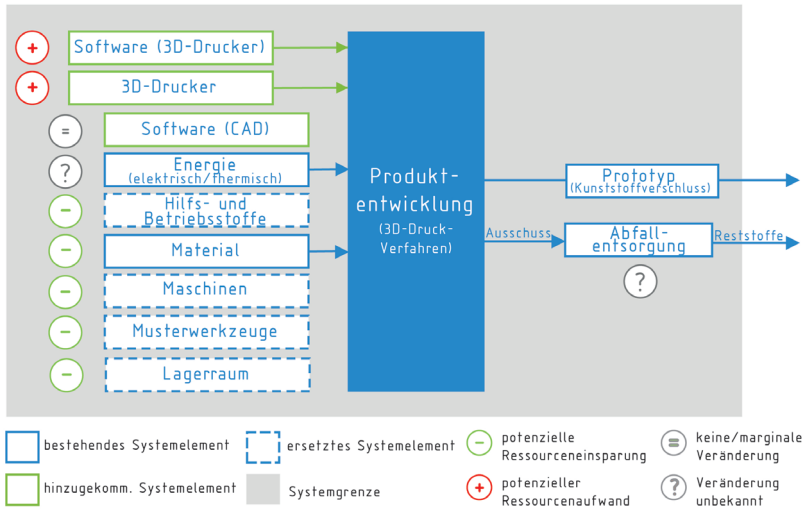 + Software (3D-Drucker)
+ 3D-Drucker
= Software (CAD)
? Energie
(elektrisch/thermisch)
− Hilfs- und
Betriebsstoffe
− Material
− Maschinen
− Musterwerkzeuge
− Lagerraum
Produkt-
entwicklung
(3D-Druck-
Verfahren)
Prototyp
(Kunststoffverschluss)
Ausschuss
Abfall-
entsorgung
Reststoffe
?
bestehendes Systemelement
hinzugekomm. Systemelement
ersetztes Systemelement
Systemgrenze
− potenzielle
Ressourceneinsparung
+ potenzieller
Ressourcenaufwand
= keine/marginale
Veränderung
? Veränderung
unbekannt